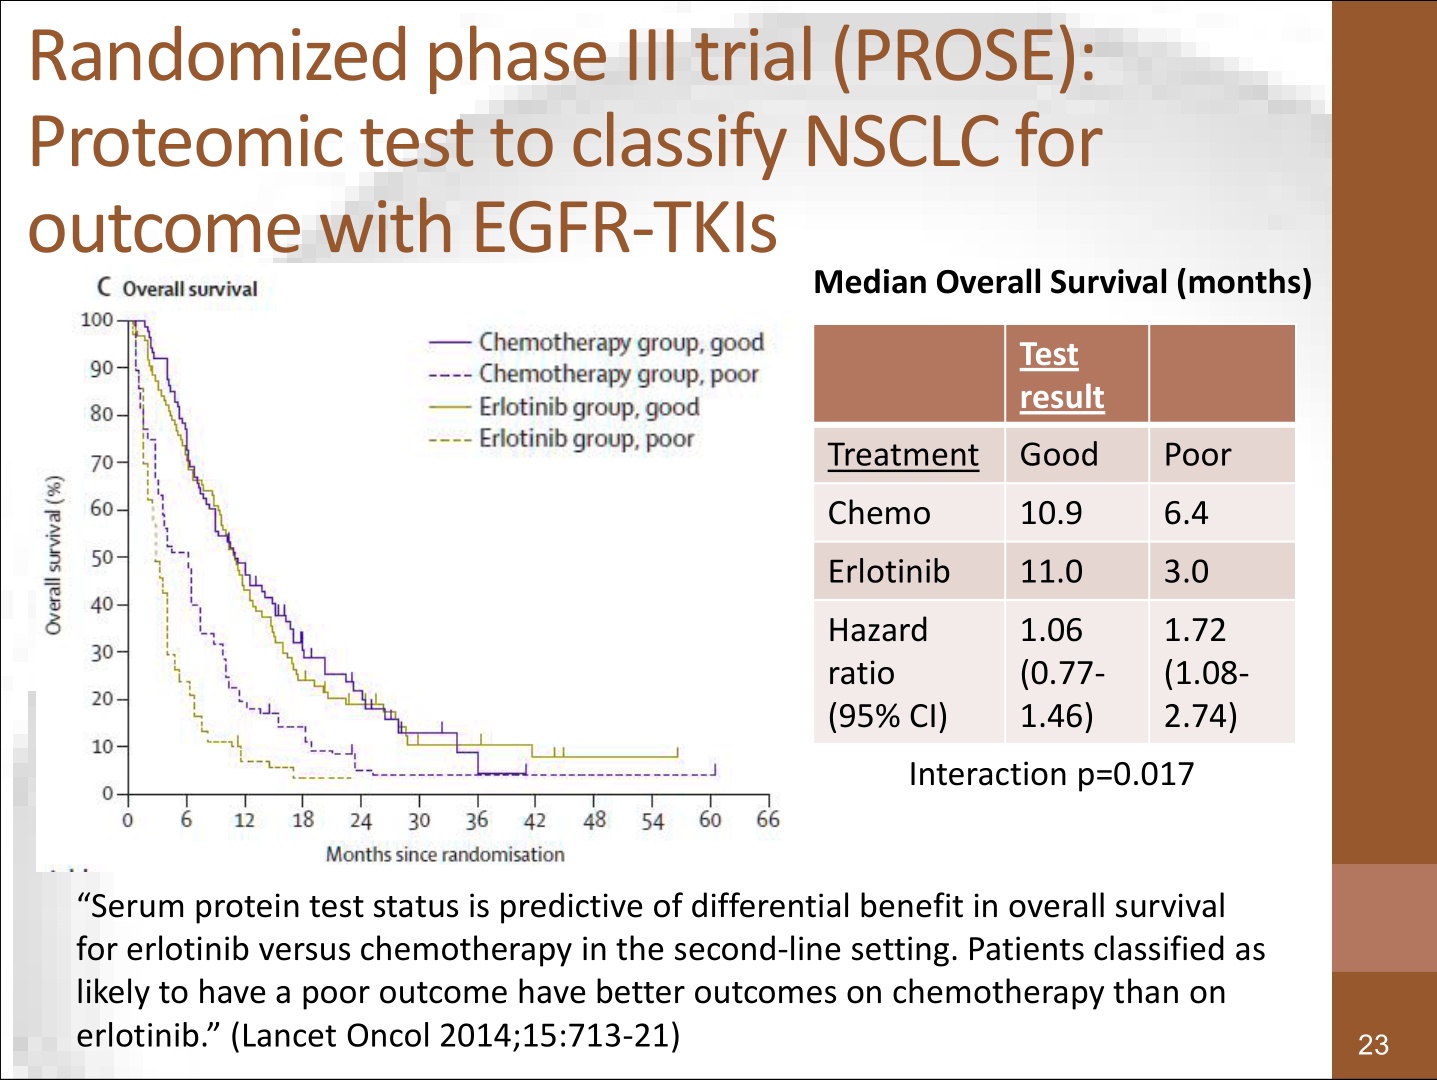 Randomized phase III trial (PROSE):
Proteomic test to classify NSCLC for
outcome with EGFR-TKIs
C Overall survival
100
90
80
70
60
50
40
30
20
10
0
Overall survival (%)
Chemotherapy group, good
Chemotherapy group, poor
Erlotinib group, good
Erlotinib group, poor
0 6 12 18 24 30 36 42 48 54 60 66
Months since randomisation
Median Overall Survival (months)
Test
result
Treatment Good Poor
Chemo 10.9 6.4
Erlotinib 11.0 3.0
Hazard 1.06 1.72
ratio (0.77- (1.08-
(95% CI) 1.46) 2.74)
Interaction p=0.017
“Serum protein test status is predictive of differential benefit in overall survival
for erlotinib versus chemotherapy in the second-line setting. Patients classified as
likely to have a poor outcome have better outcomes on chemotherapy than on
erlotinib.” (Lancet Oncol 2014;15:713-21)
23